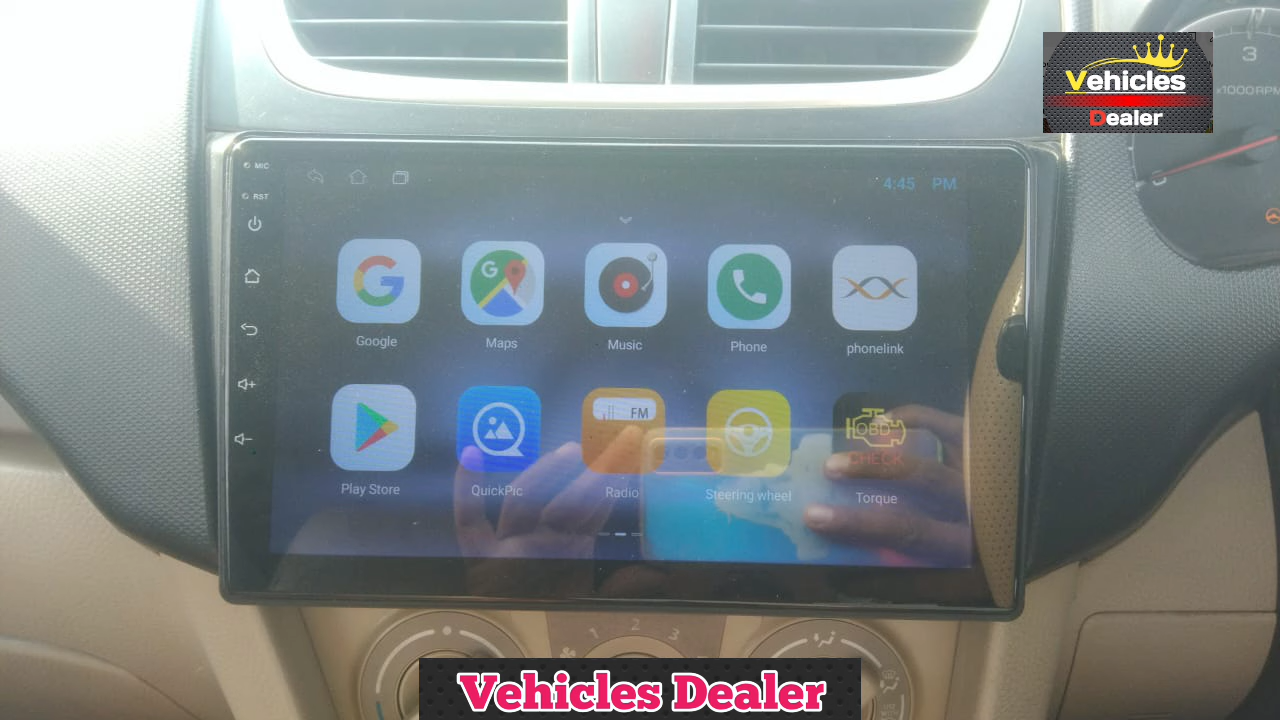 3
x1000RPM
Vehicles
Dealer
MIC
RST
4:45 PM
G
G
Google
Maps
Music
Phone
phonelink
FM
OBD
CHECK
Play Store
QuickPic
Radio
Steering wheel
Torque
1 2 3
Vehicles Dealer